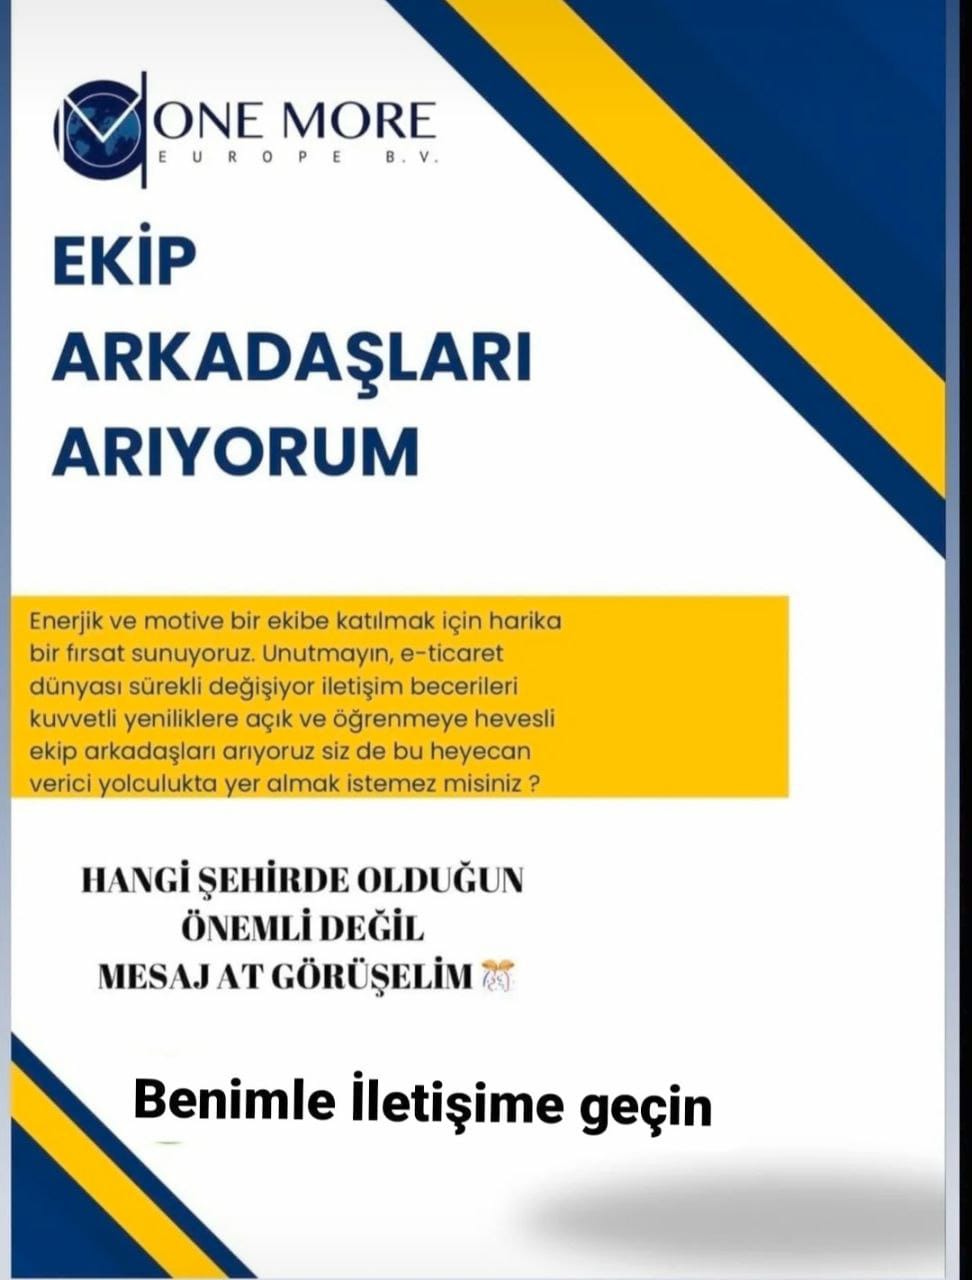 ONE MORE
EUROPE B.V.
EKİP
ARKADAŞLARI
ARIYORUM
Enerjik ve motive bir ekibe katılmak için harika
bir fırsat sunuyoruz. Unutmayın, e-ticaret
dünyası sürekli değişiyor iletişim becerileri
kuvvetli yeniliklere açık ve öğrenmeye hevesli
ekip arkadaşları arıyoruz siz de bu heyecan
verici yolculukta yer almak istemez misiniz ?
HANGİ ŞEHİRDE OLDUĞUN
ÖNEMLİ DEĞİL
MESAJ AT GÖRÜŞELİM
Benimle İletişime geçin